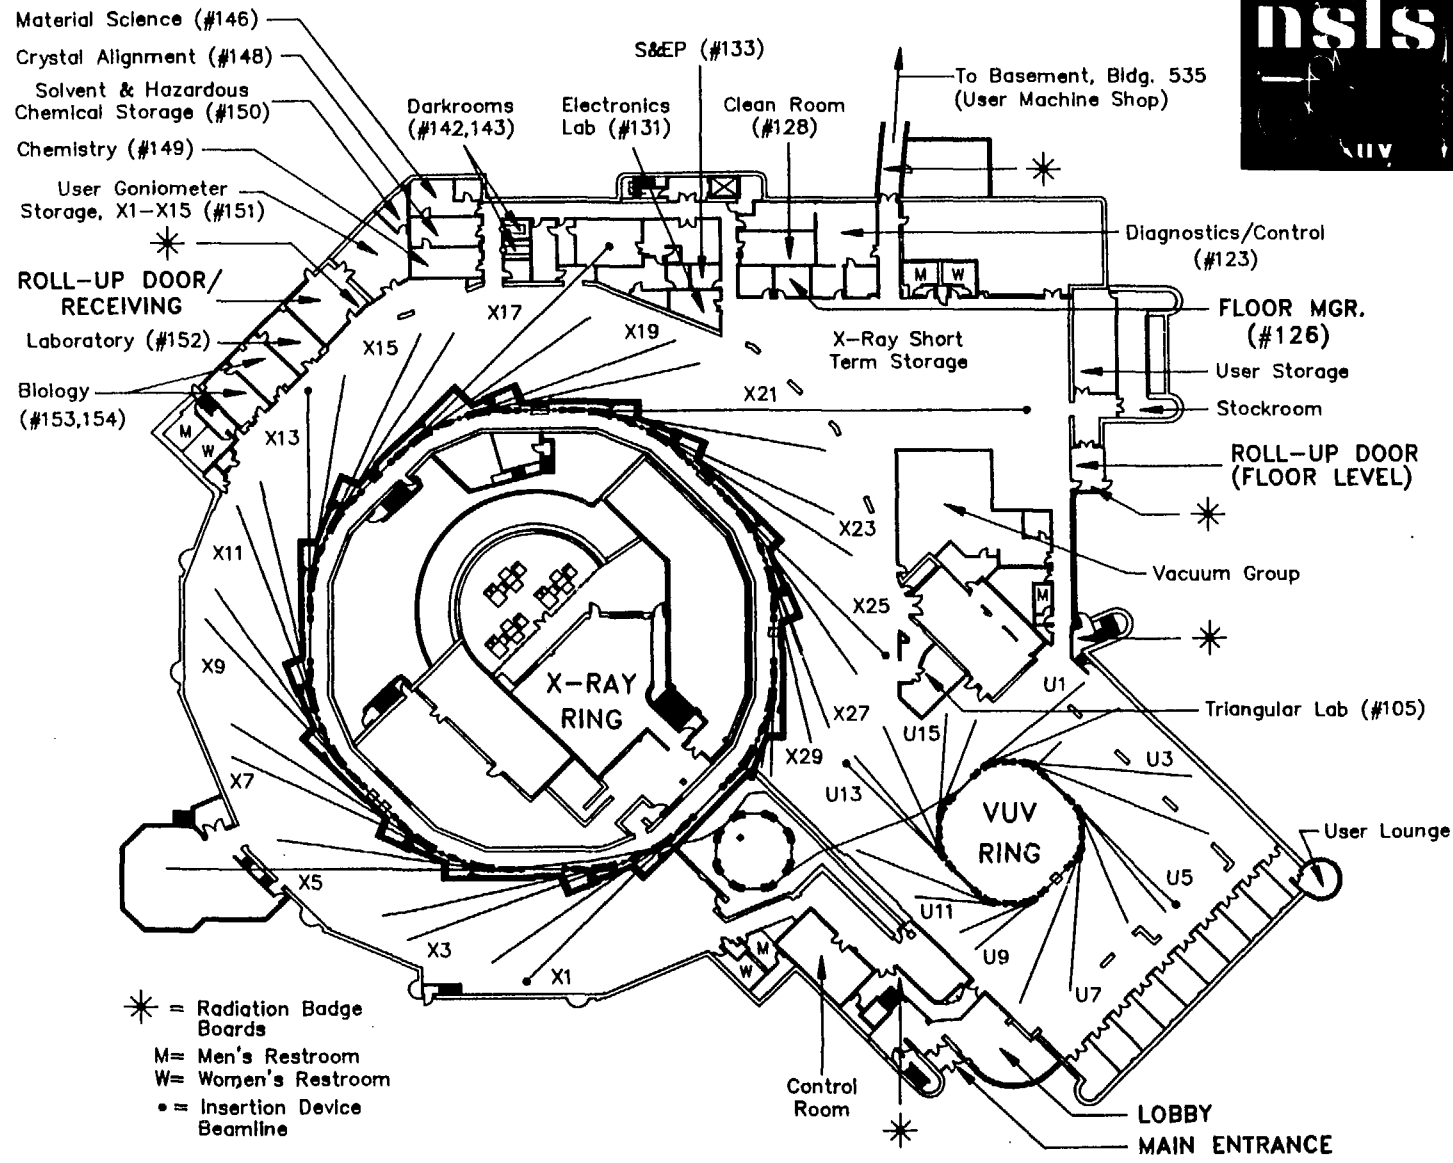 nsls
Material Science (#146)
Crystal Alignment (#148)
Solvent & Hazardous
Chemical Storage (#150)
Chemistry (#149)
User Goniometer
Storage, X1-X15 (#151)
ROLL-UP DOOR/
RECEIVING
Laboratory (#152)
Biology
(#153,154)
Darkrooms
(#142,143)
Electronics
Lab (#131)
S&EP (#133)
Clean Room
(#128)
To Basement, Bldg. 535
(User Machine Shop)
Diagnostics/Control
(#123)
FLOOR MGR.
(#126)
X-Ray Short
Term Storage
User Storage
Stockroom
ROLL-UP DOOR
(FLOOR LEVEL)
Vacuum Group
Triangular Lab (#105)
User Lounge
M
W
M
W
M
M
W
X17
X19
X15
X21
X13
X23
X11
X25
X9
X27
X29
X7
X5
X3
X1
X-RAY
RING
U1
U15
U3
U13
VUV
RING
U5
U11
U9
U7
Control
Room
LOBBY
MAIN ENTRANCE
= Radiation Badge
Boards
M= Men's Restroom
W= Women's Restroom
• = Insertion Device
Beamline